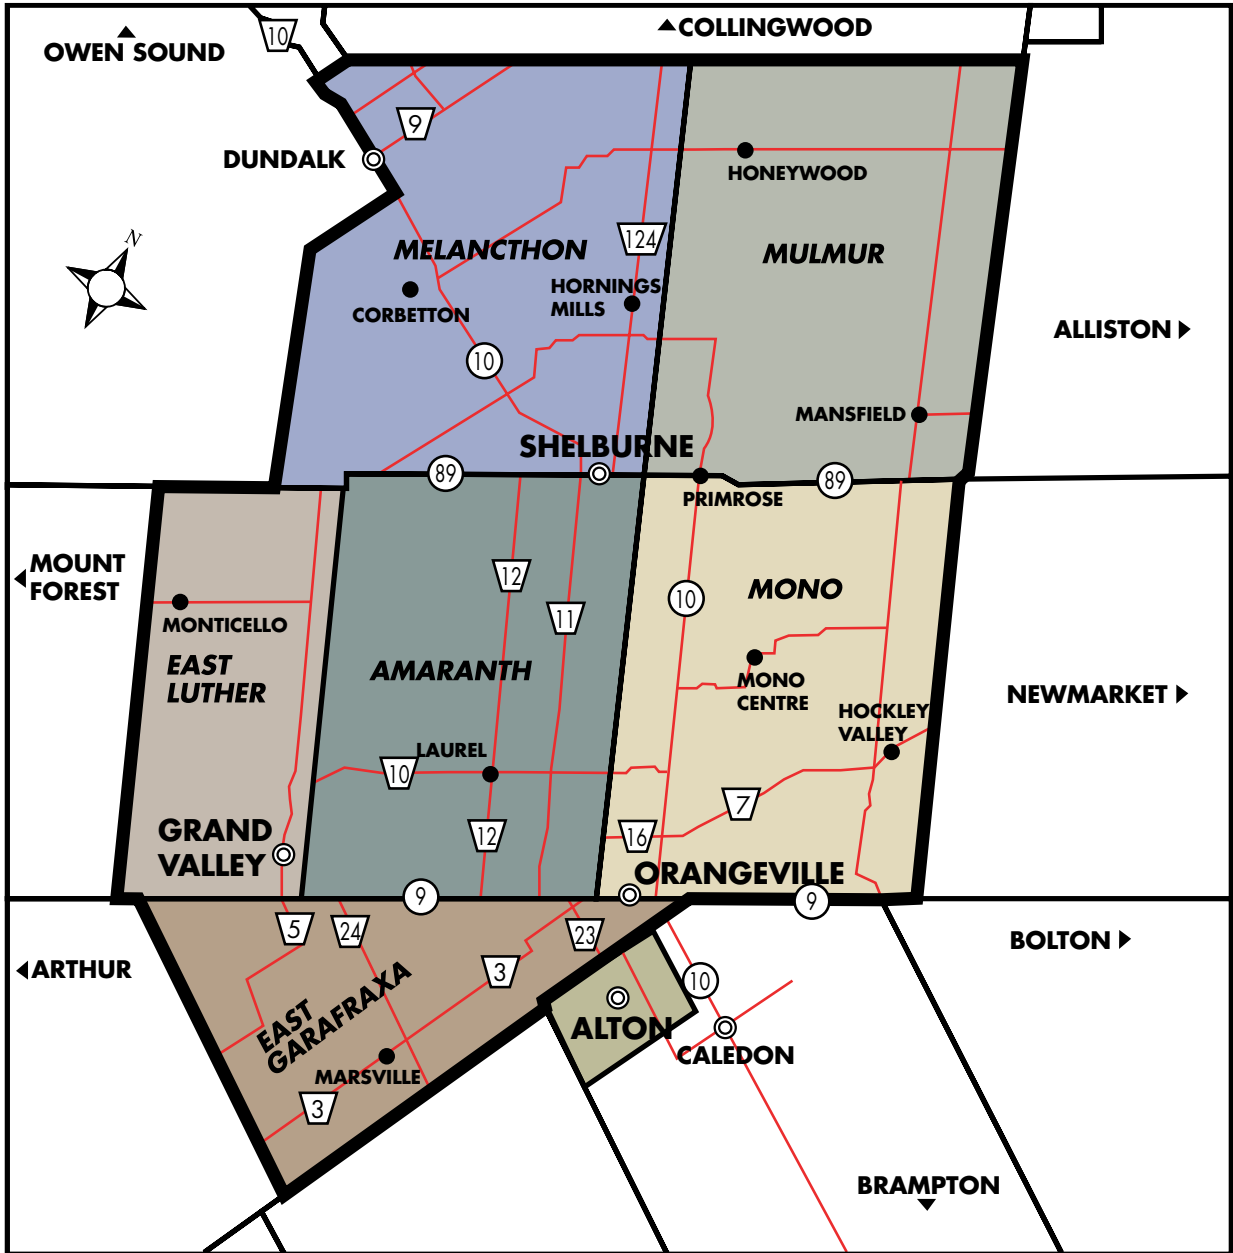 COLLINGWOOD
10
OWEN SOUND
9
DUNDALK
HONEYWOOD
N
124
MELANCTHON
MULMUR
HORNINGS
MILLS
CORBETTON
ALLISTON
10
MANSFIELD
SHELBURNE
89
89
PRIMROSE
MOUNT
FOREST
12
10
MONO
11
MONTICELLO
EAST
LUTHER
AMARANTH
MONO
CENTRE
NEWMARKET
HOCKLEY
VALLEY
LAUREL
10
7
GRAND
VALLEY
12
16
ORANGEVILLE
9
9
5
24
23
BOLTON
ARTHUR
3
10
EAST
GARAFRAXA
ALTON
CALEDON
MARSVILLE
3
BRAMPTON